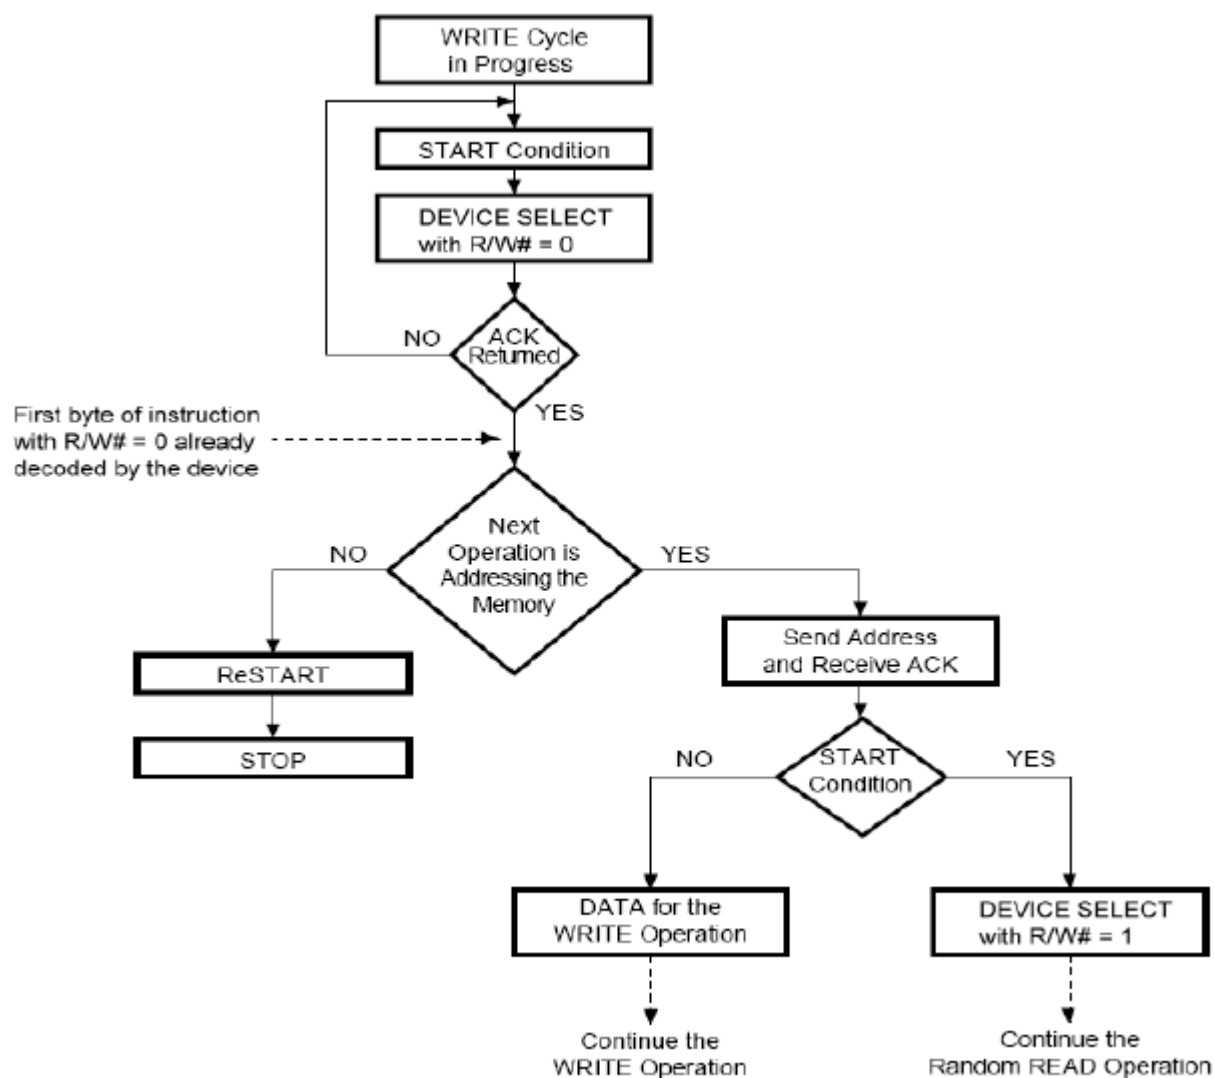 WRITE Cycle
in Progress
START Condition
DEVICE SELECT
with R/W# = 0
NO
ACK
Returned
YES
First byte of instruction
with R/W# = 0 already
decoded by the device
NO
Next
Operation is
Addressing the
Memory
YES
ReSTART
STOP
Send Address
and Receive ACK
NO
START
Condition
YES
DATA for the
WRITE Operation
DEVICE SELECT
with R/W# = 1
Continue the
WRITE Operation
Continue the
Random READ Operation